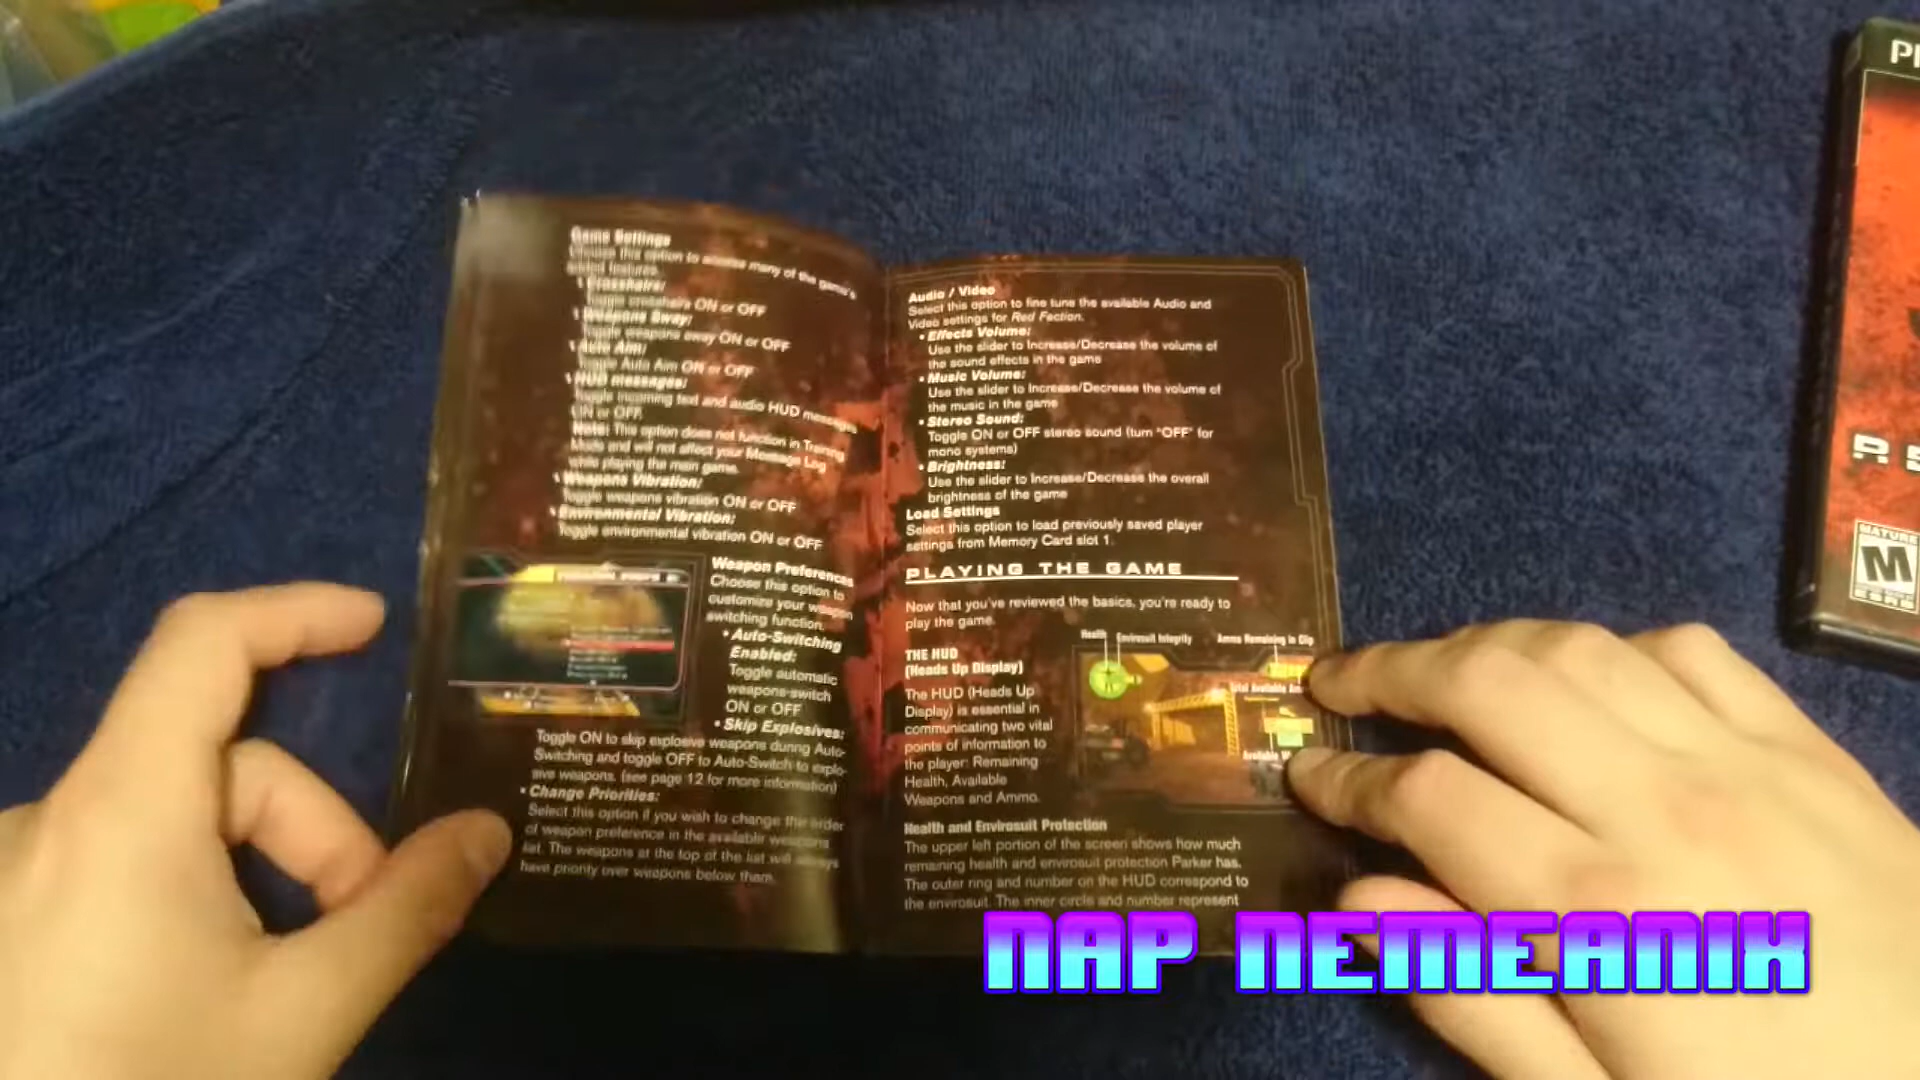 Game Settings
Choose this option to access many of the game's
added features.
• Crosshairs:
Toggle crosshairs ON or OFF
• Weapons Sway:
Toggle weapons sway ON or OFF
• Auto Aim:
Toggle Auto Aim ON or OFF
• HUD messages:
Toggle incoming text and audio HUD messages
ON or OFF.
Note: This option does not function in Training
Mode and will not affect your Message Log
while playing the main game.
• Weapons Vibration:
Toggle weapons vibration ON or OFF
• Environmental Vibration:
Toggle environmental vibration ON or OFF
Weapon Preferences
Choose this option to
customize your weapon
switching function.
• Auto-Switching
Enabled:
Toggle automatic
weapons-switch
ON or OFF
• Skip Explosives:
Toggle ON to skip explosive weapons during Auto-
Switching and toggle OFF to Auto-Switch to explo-
sive weapons. (see page 12 for more information)
• Change Priorities:
Select this option if you wish to change the order
of weapon preference in the available weapons
list. The weapons at the top of the list will always
have priority over weapons below them.
Audio / Video
Select this option to fine tune the available Audio and
Video settings for Red Faction.
• Effects Volume:
Use the slider to Increase/Decrease the volume of
the sound effects in the game
• Music Volume:
Use the slider to Increase/Decrease the volume of
the music in the game
• Stereo Sound:
Toggle ON or OFF stereo sound (turn "OFF" for
mono systems)
• Brightness:
Use the slider to Increase/Decrease the overall
brightness of the game
Load Settings
Select this option to load previously saved player
settings from Memory Card slot 1.
PLAYING THE GAME
Now that you've reviewed the basics, you're ready to
play the game.
THE HUD
(Heads Up Display)
The HUD (Heads Up
Display) is essential in
communicating two vital
points of information to
the player: Remaining
Health, Available
Weapons and Ammo.
Health
Envirosuit Integrity
Ammo Remaining in Clip
Total Available
Available
Health and Envirosuit Protection
The upper left portion of the screen shows how much
remaining health and envirosuit protection Parker has.
The outer ring and number on the HUD correspond to
the envirosuit. The inner circle and number represent
MATURE
M
ESRB
NAP NEMEANIX